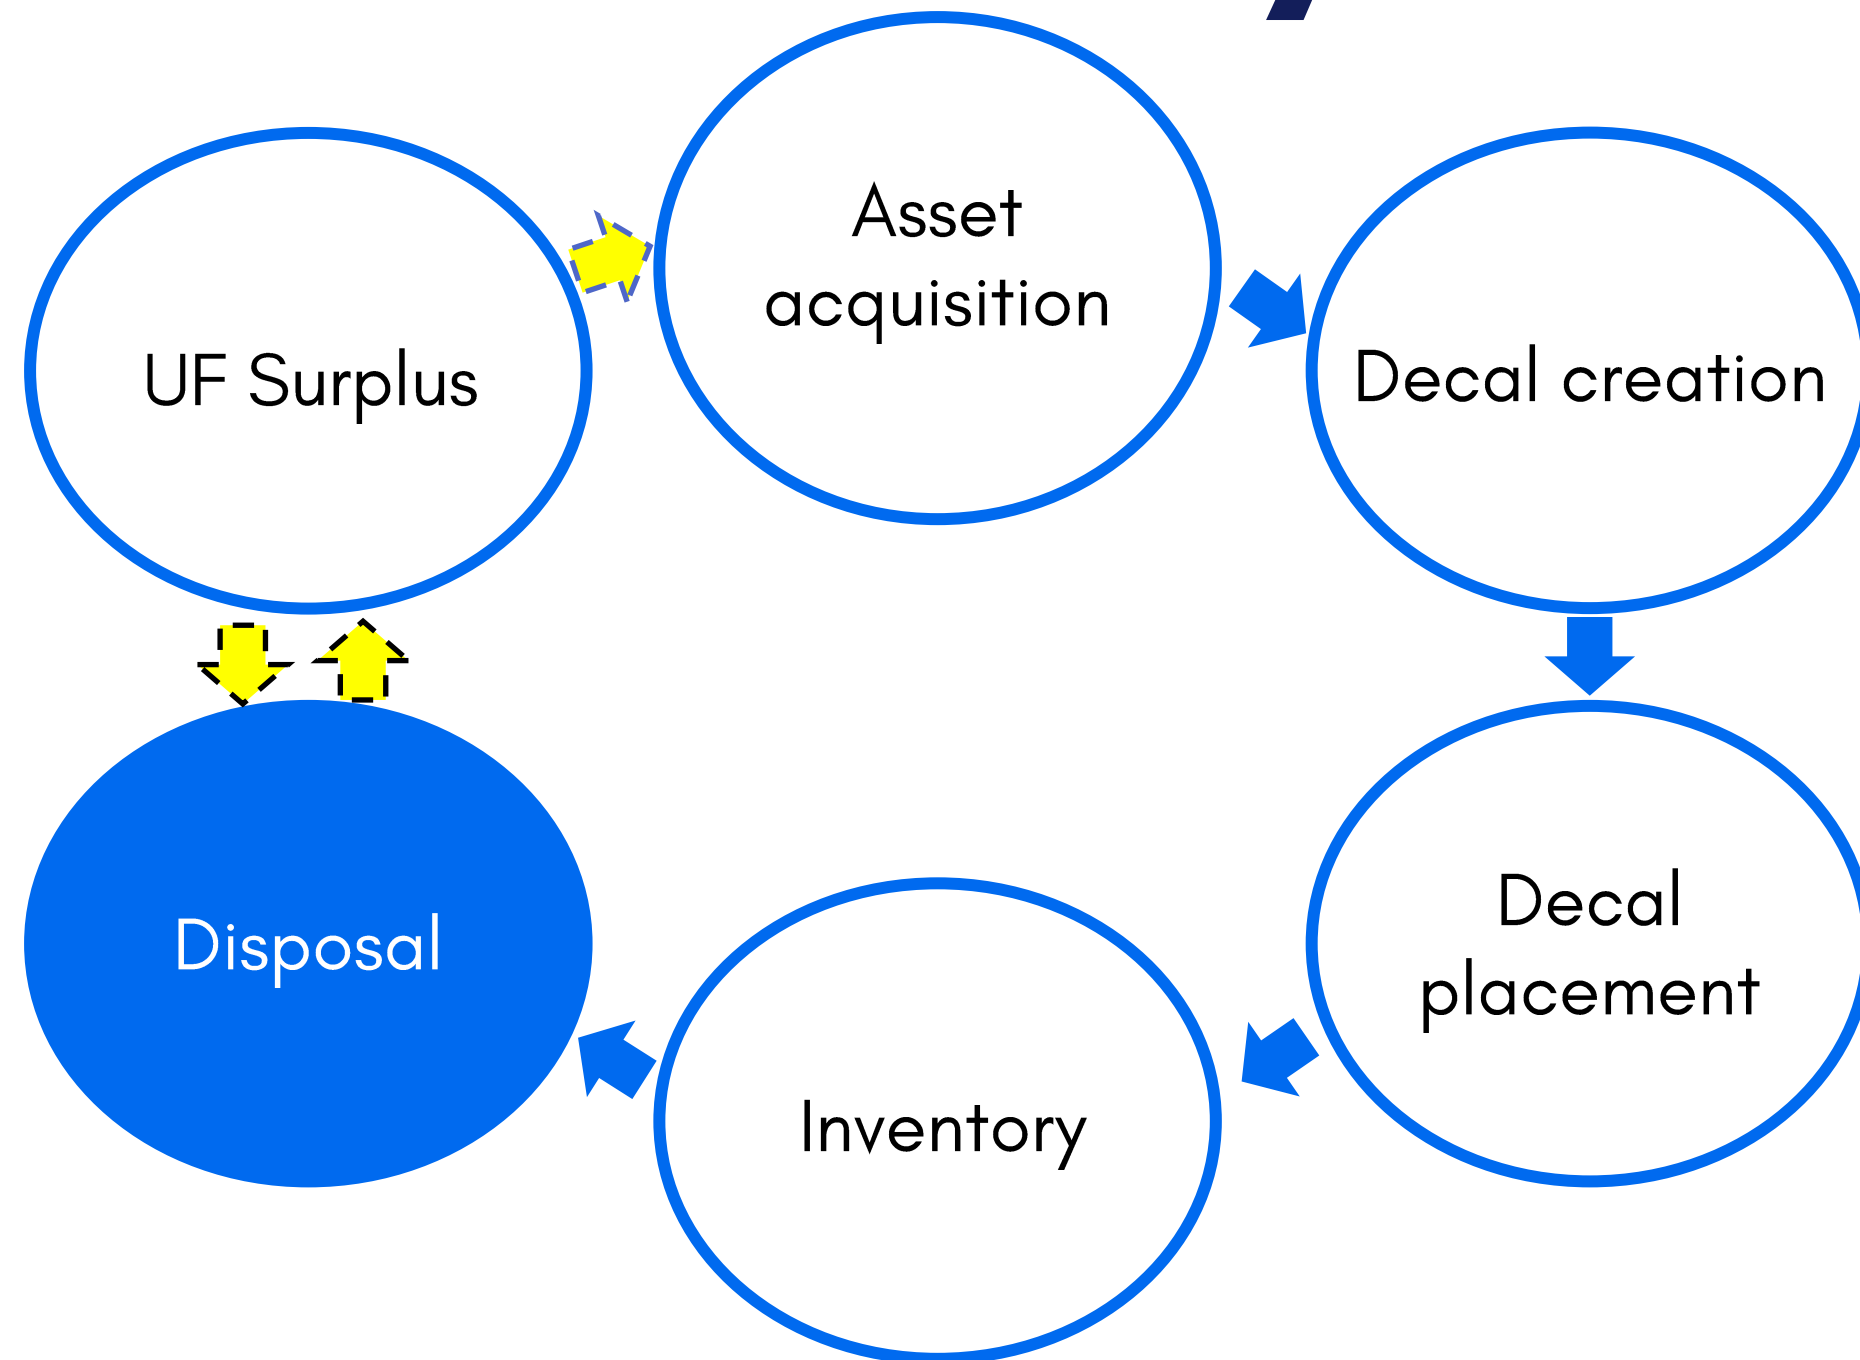 Asset
acquisition
UF Surplus
Decal creation
Decal
placement
Disposal
Inventory